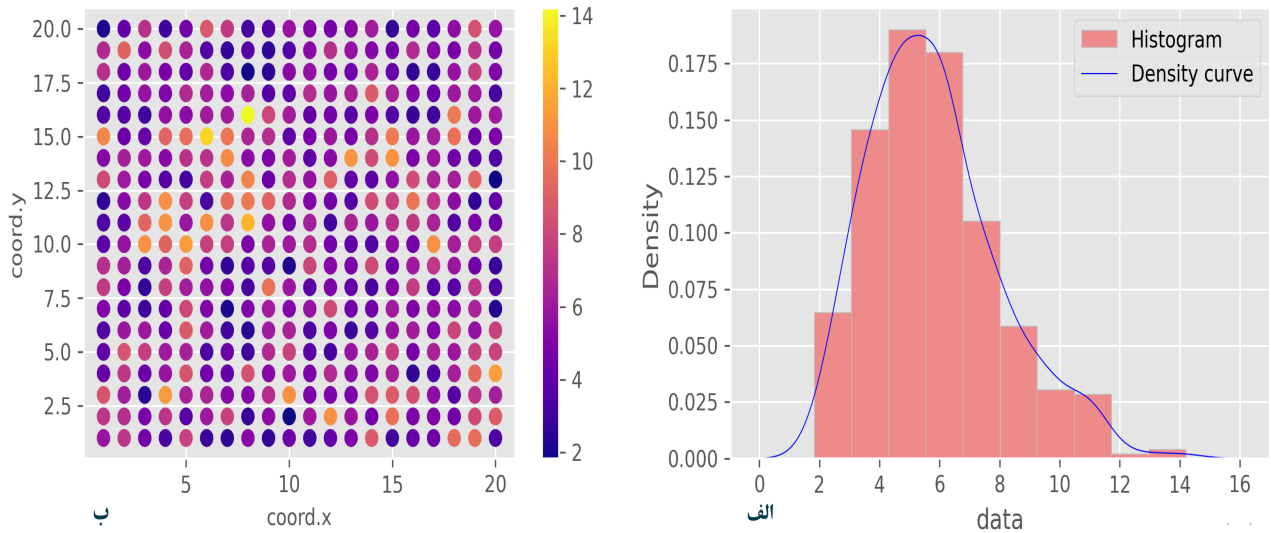 coord.y
20.0
17.5
15.0
12.5
10.0
7.5
5.0
2.5
5 10 15 20
coord.x
ب
14
12
10
8
6
4
2
Density
0.175
0.150
0.125
0.100
0.075
0.050
0.025
0.000
Histogram
Density curve
0 2 4 6 8 10 12 14 16
data
الف